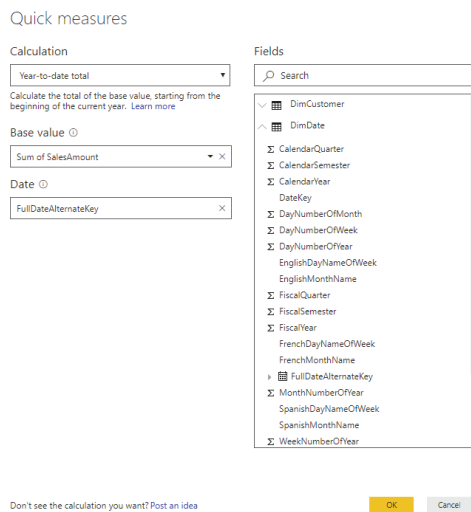 Quick measures
Calculation
Year-to-date total
Calculate the total of the base value, starting from the
beginning of the current year. Learn more
Base value
Sum of SalesAmount
Date
FullDateAlternateKey
Fields
Search
DimCustomer
DimDate
Σ CalendarQuarter
Σ CalendarSemester
Σ CalendarYear
DateKey
Σ DayNumberOfMonth
Σ DayNumberOfWeek
Σ DayNumberOfYear
EnglishDayNameOfWeek
EnglishMonthName
Σ FiscalQuarter
Σ FiscalSemester
Σ FiscalYear
FrenchDayNameOfWeek
FrenchMonthName
FullDateAlternateKey
Σ MonthNumberOfYear
SpanishDayNameOfWeek
SpanishMonthName
Σ WeekNumberOfYear
Don't see the calculation you want? Post an idea
OK
Cancel